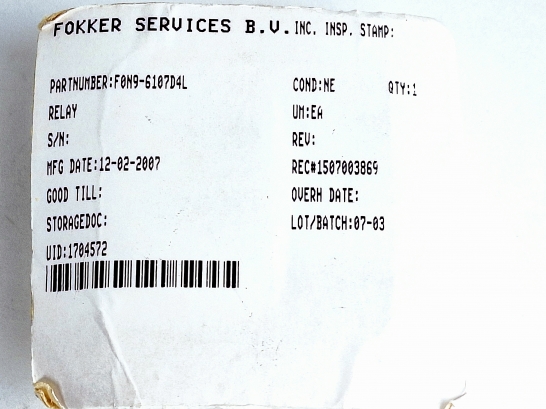 FOKKER SERVICES B.V. INC. INSP. STAMP:
PARTNUMBER:F0N9-6107D4L COND:NE QTY:1
RELAY UM:EA
S/N: REV:
MFG DATE:12-02-2007 REC#1507003869
GOOD TILL: OVERH DATE:
STORAGEDOC: LOT/BATCH:07-03
UID:1704572